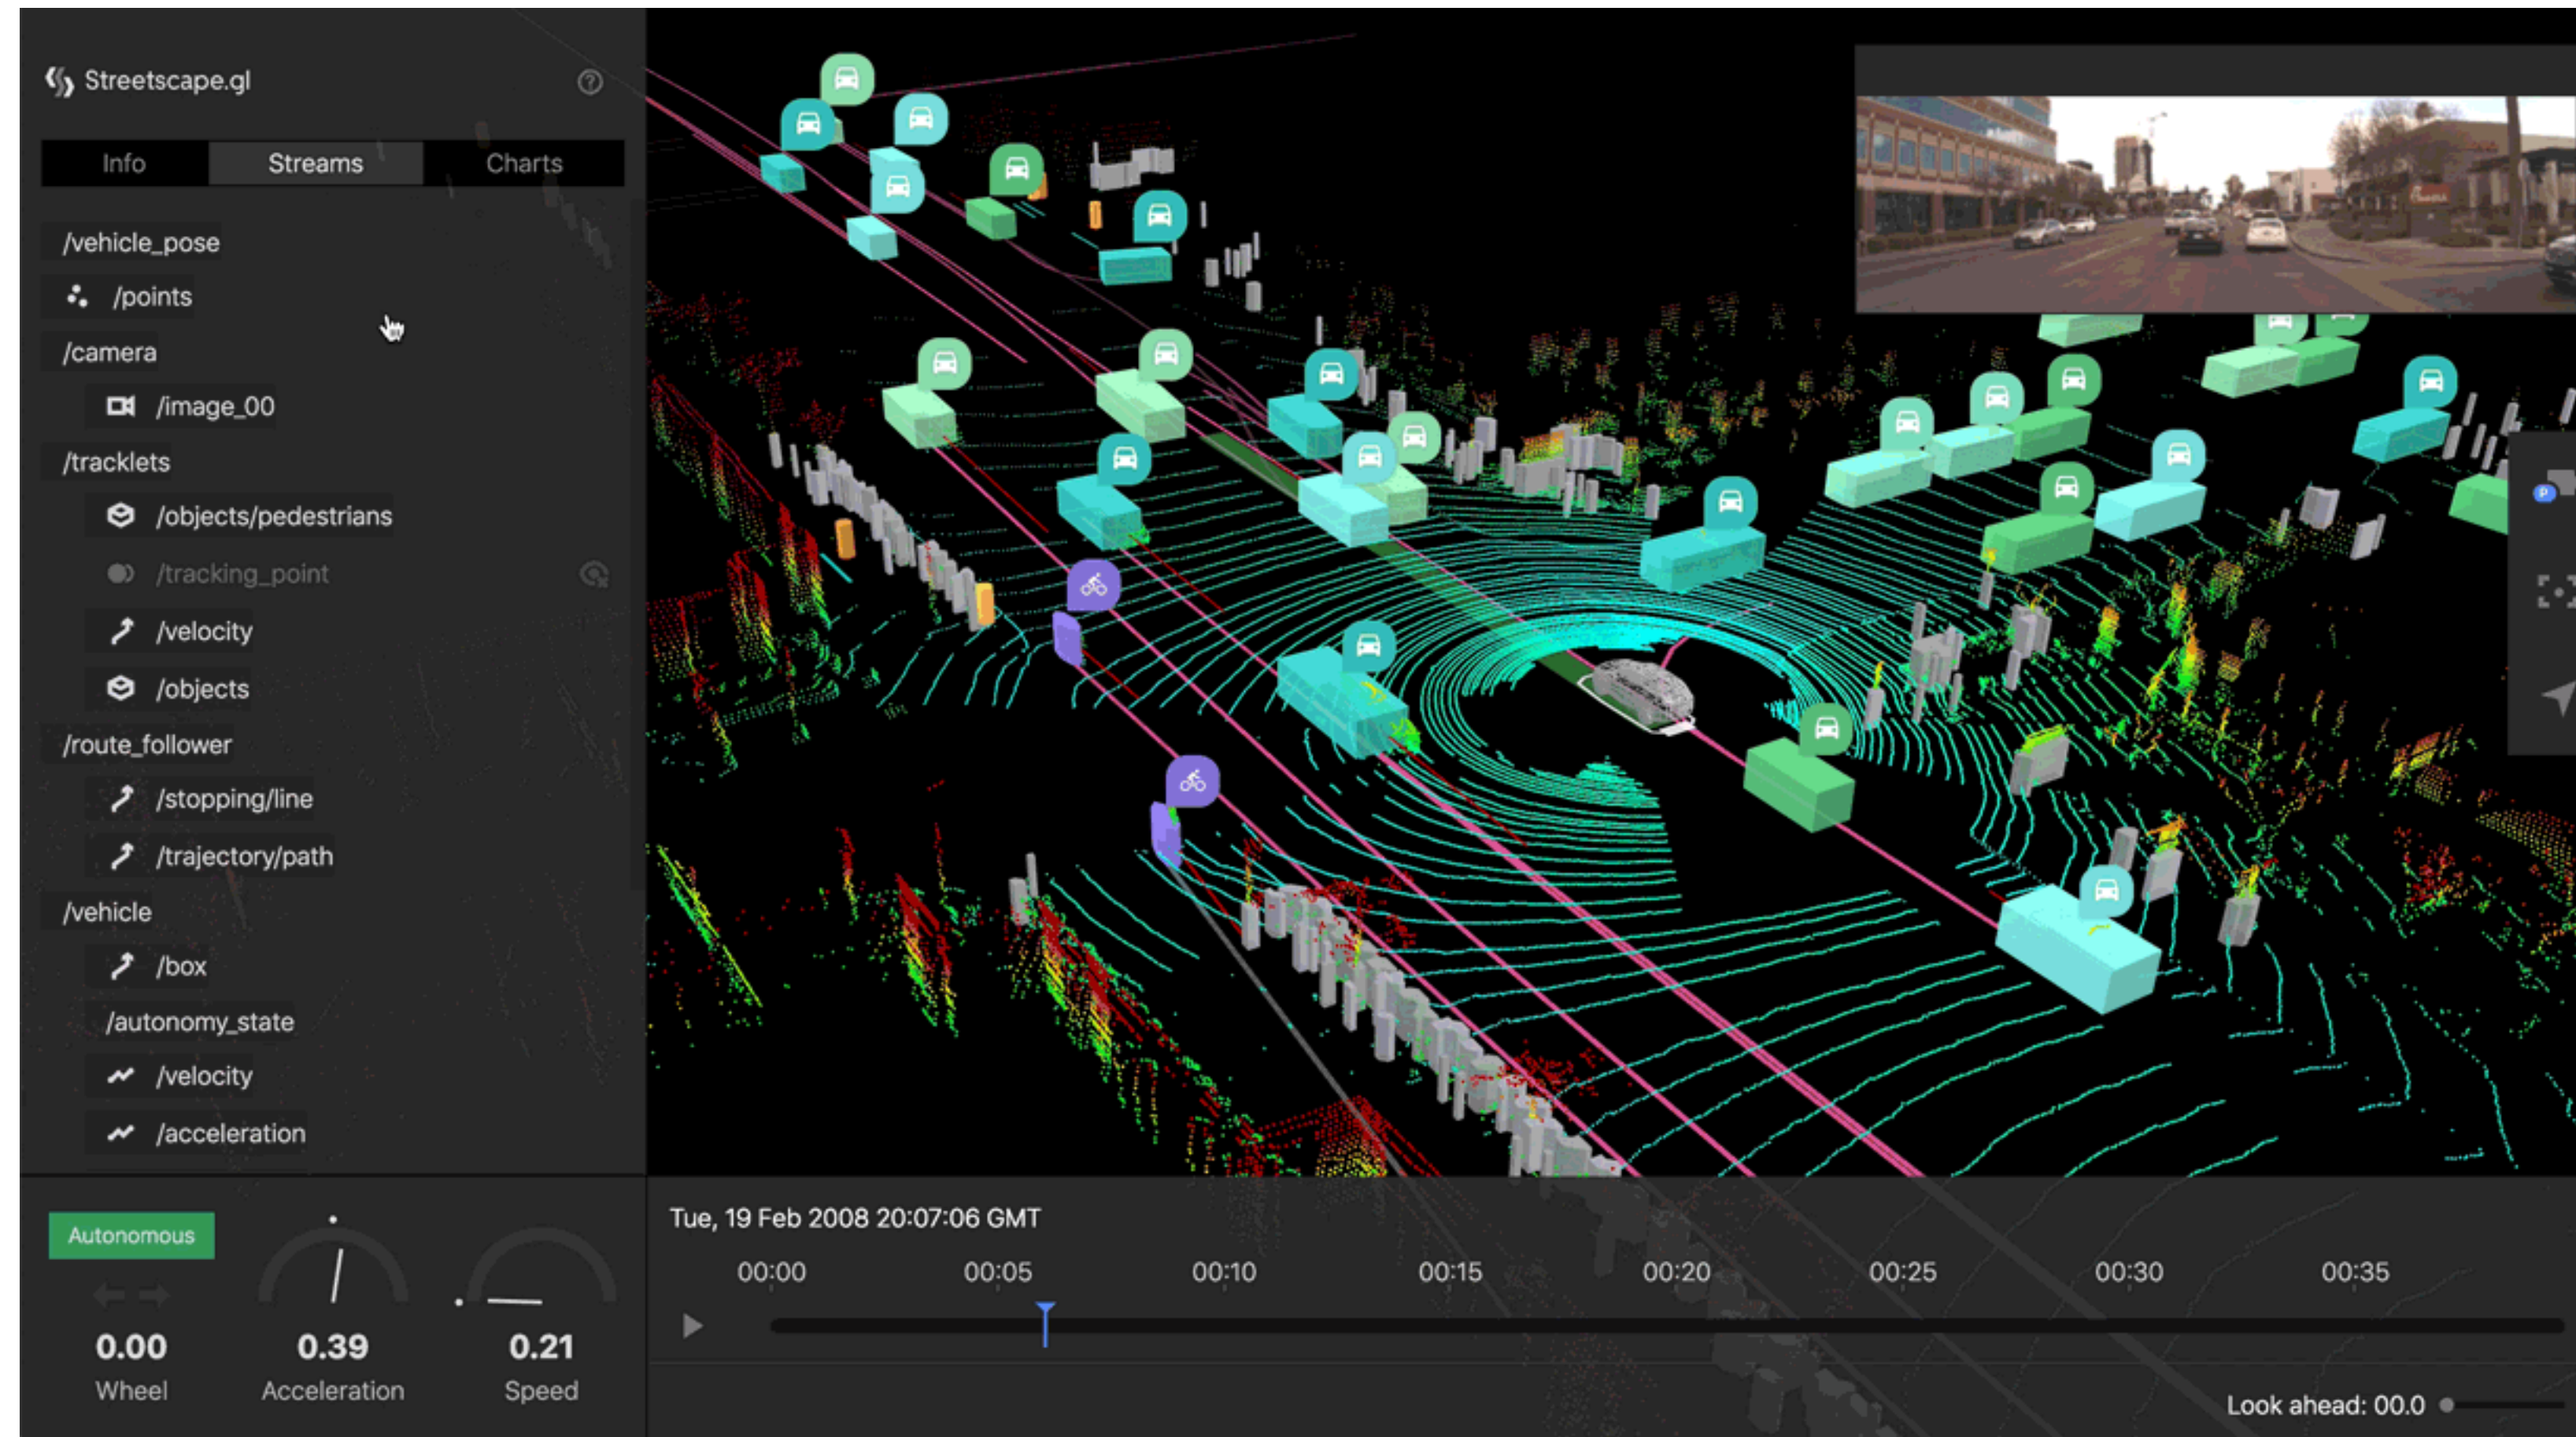 Streetscape.gl
Info Streams Charts
/vehicle_pose
/points
/camera
/image_00
/tracklets
/objects/pedestrians
/tracking_point
/velocity
/objects
/route_follower
/stopping/line
/trajectory/path
/vehicle
/box
/autonomy_state
/velocity
/acceleration
P
Autonomous
0.00 0.39 0.21
Wheel Acceleration Speed
Tue, 19 Feb 2008 20:07:06 GMT
00:00 00:05 00:10 00:15 00:20 00:25 00:30 00:35
Look ahead: 00.0